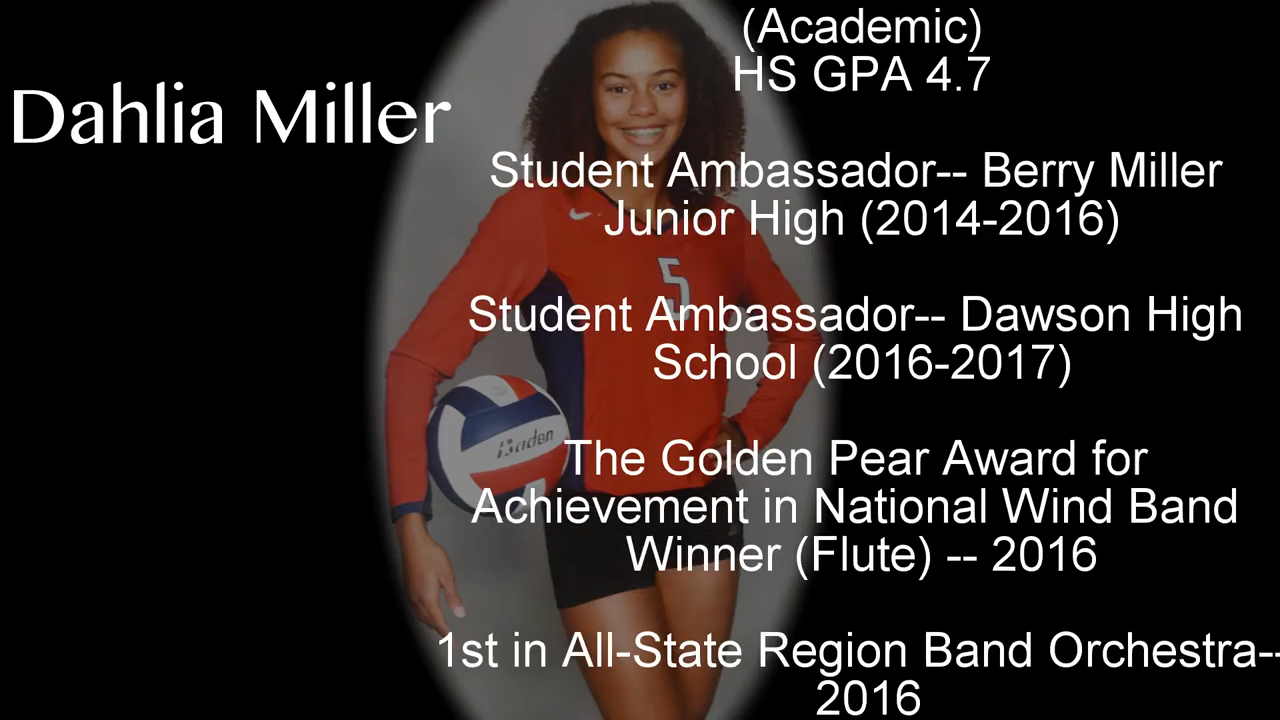 Dahlia Miller
(Academic)
HS GPA 4.7
Student Ambassador-- Berry Miller
Junior High (2014-2016)
Student Ambassador-- Dawson High
School (2016-2017)
The Golden Pear Award for
Achievement in National Wind Band
Winner (Flute) -- 2016
1st in All-State Region Band Orchestra--
2016
5
Baden